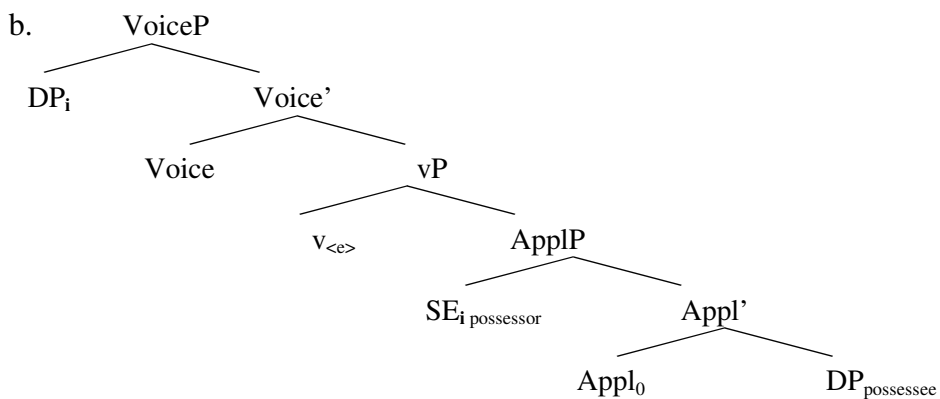 b. VoiceP
DPi Voice’
Voice vP
v<e> ApplP
SEi possessor Appl’
Appl0 DPpossessee